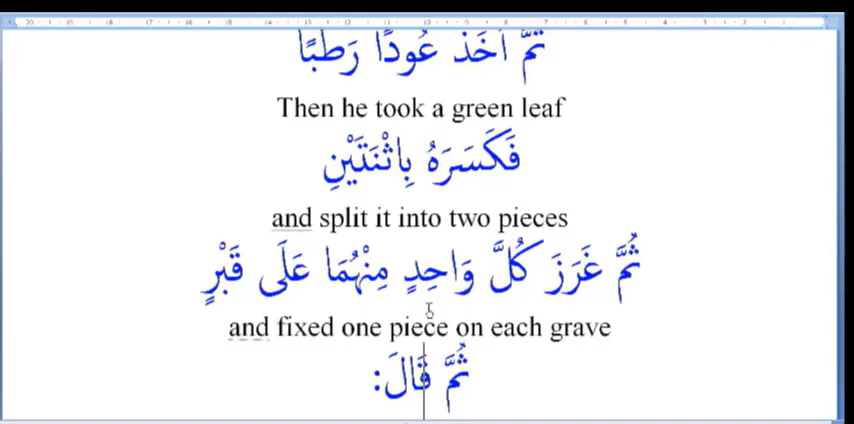 ثُمَّ أَخَذَ عُودًا رَطْبًا
Then he took a green leaf
فَكَسَرَهُ بِاثْنَتَيْنِ
and split it into two pieces
ثُمَّ غَرَزَ كُلَّ وَاحِدٍ مِنْهُمَا عَلَى قَبْرٍ
and fixed one piece on each grave
ثُمَّ قَالَ: